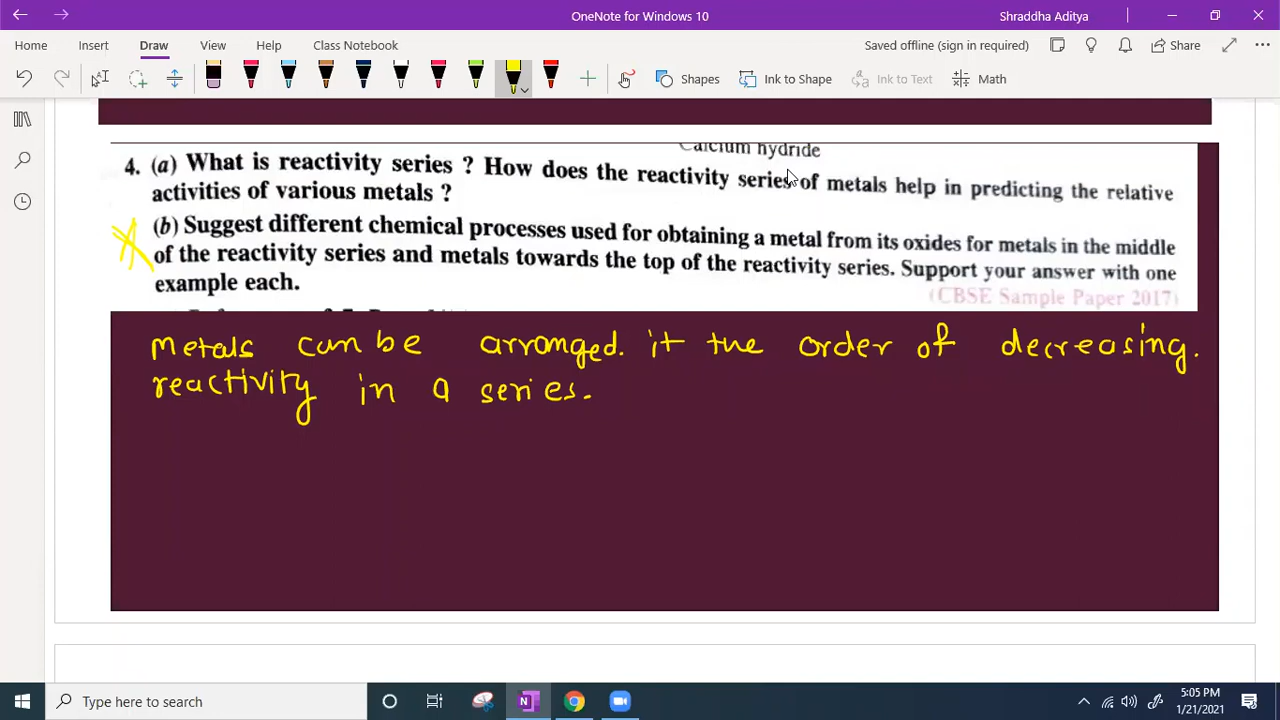 OneNote for Windows 10
Shraddha Aditya
Home Insert Draw View Help Class Notebook
Saved offline (sign in required)
Share
Shapes
Ink to Shape
Ink to Text
Math
Calcium hydride
4. (a) What is reactivity series ? How does the reactivity series of metals help in predicting the relative
activities of various metals ?
(b) Suggest different chemical processes used for obtaining a metal from its oxides for metals in the middle
of the reactivity series and metals towards the top of the reactivity series. Support your answer with one
example each.
(CBSE Sample Paper 2017)
Metals can be arranged. it the order of decreasing.
reactivity in a series.
Type here to search
5:05 PM
1/21/2021